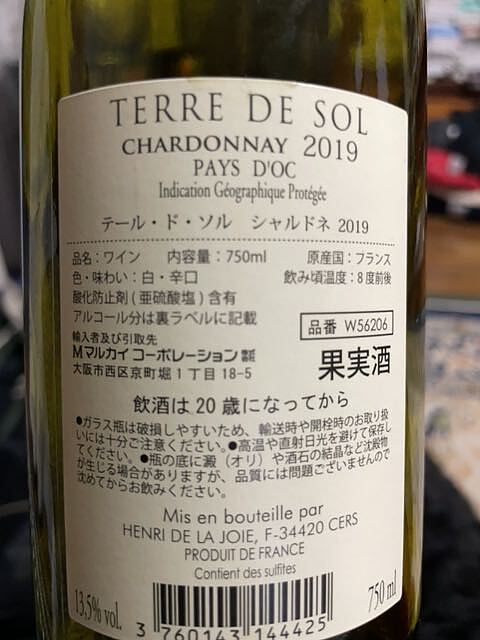 TERRE DE SOL
CHARDONNAY 2019
PAYS D'OC
Indication Géographique Protégée
テール・ド・ソル シャルドネ 2019
品名：ワイン 内容量：750ml 原産国：フランス
色・味わい：白・辛口 飲み頃温度：8度前後
酸化防止剤(亜硫酸塩)含有
アルコール分は裏ラベルに記載
品番 W56206
輸入者及び引取先
Mマルカイ コーポレーション株式会社
大阪市西区京町堀1丁目18-5
果実酒
飲酒は20歳になってから
●ガラス瓶は破損しやすいため、輸送時や開栓時のお取り扱
いには十分ご注意ください。●高温や直射日光を避けて保存し
てください。●瓶の底に澱（オリ）や酒石の結晶など沈殿物
が生じる場合がありますが、品質には問題ございませんので
沈めてからお飲みください。
Mis en bouteille par
HENRI DE LA JOIE, F-34420 CERS
PRODUIT DE FRANCE
Contient des sulfites
13,5% vol.
750 ml
3 760143 144425